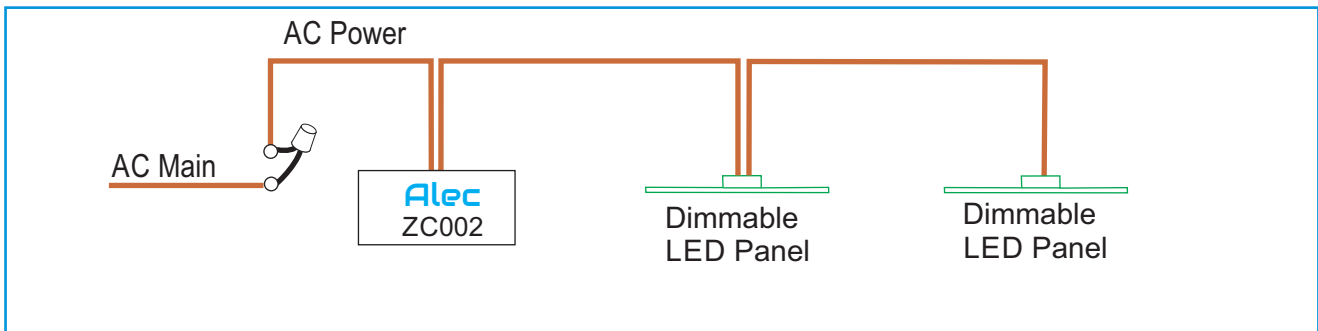 AC Power
AC Main
Alec
ZC002
Dimmable
LED Panel
Dimmable
LED Panel